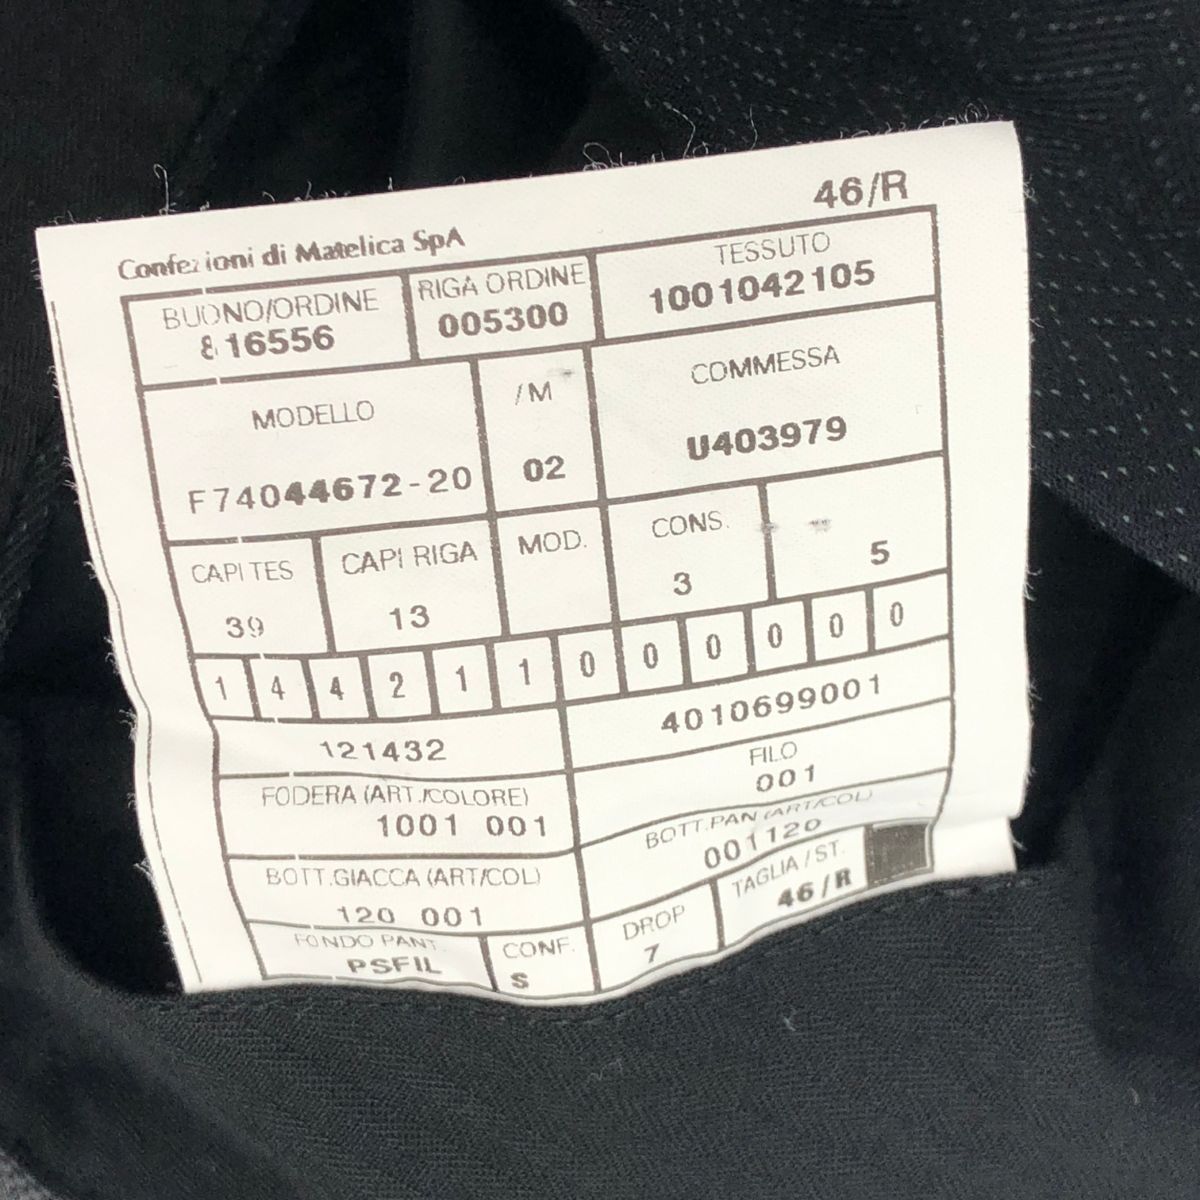 46/R
Confezioni di Matelica SpA
BUONO/ORDINE
816556
RIGA ORDINE
005300
TESSUTO
1001042105
MODELLO
F74044672-20
/M
02
COMMESSA
U403979
CAPI TES
39
CAPI RIGA
13
MOD.
CONS.
3
5
1 4 4 2 1 1 0 0 0 0 0 0
121432
4010699001
FODERA (ART./COLORE)
1001 001
FILO
001
BOTT.GIACCA (ART/COL)
120 001
BOTT.PAN (ART/COL)
001120
FONDO PANT.
PSFIL
CONF.
S
DROP
7
TAGLIA/ST.
46/R